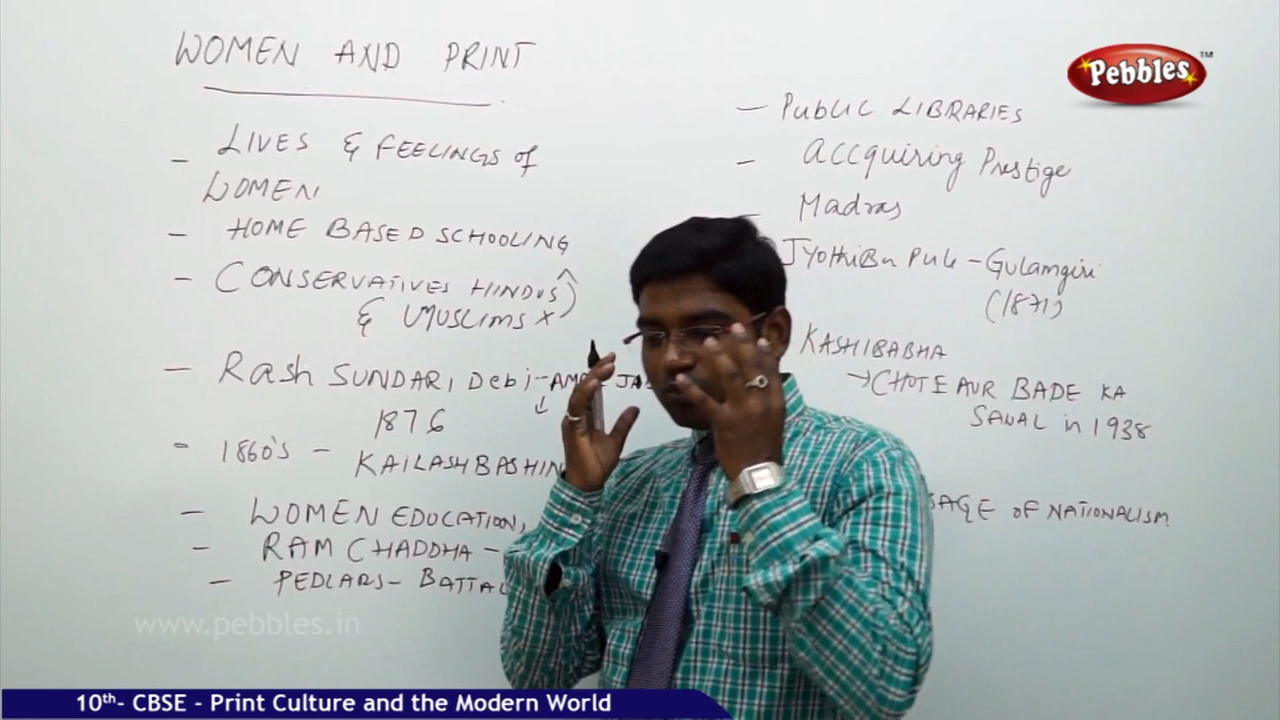 WOMEN AND PRINT
- LIVES & FEELINGS of
WOMEN
- HOME BASED SCHOOLING
- CONSERVATIVES HINDUS
& MUSLIMS x
- Rash SUNDARI Debi -
1876
- 1860's - KAILASHBASHIN
- WOMEN EDUCATION,
- RAM CHADDHA -
- PEDLARS - BATTAL
- PUBLIC LIBRARIES
- ACCquiring Prestige
- Madras
JyothiBa Pule - Gulamgiri
(1871)
KASHIBABHA
→ CHOTE AUR BADE KA
SAVAL in 1938
SAGE OF NATIONALISM
Pebbles™
www.pebbles.in
10th- CBSE - Print Culture and the Modern World